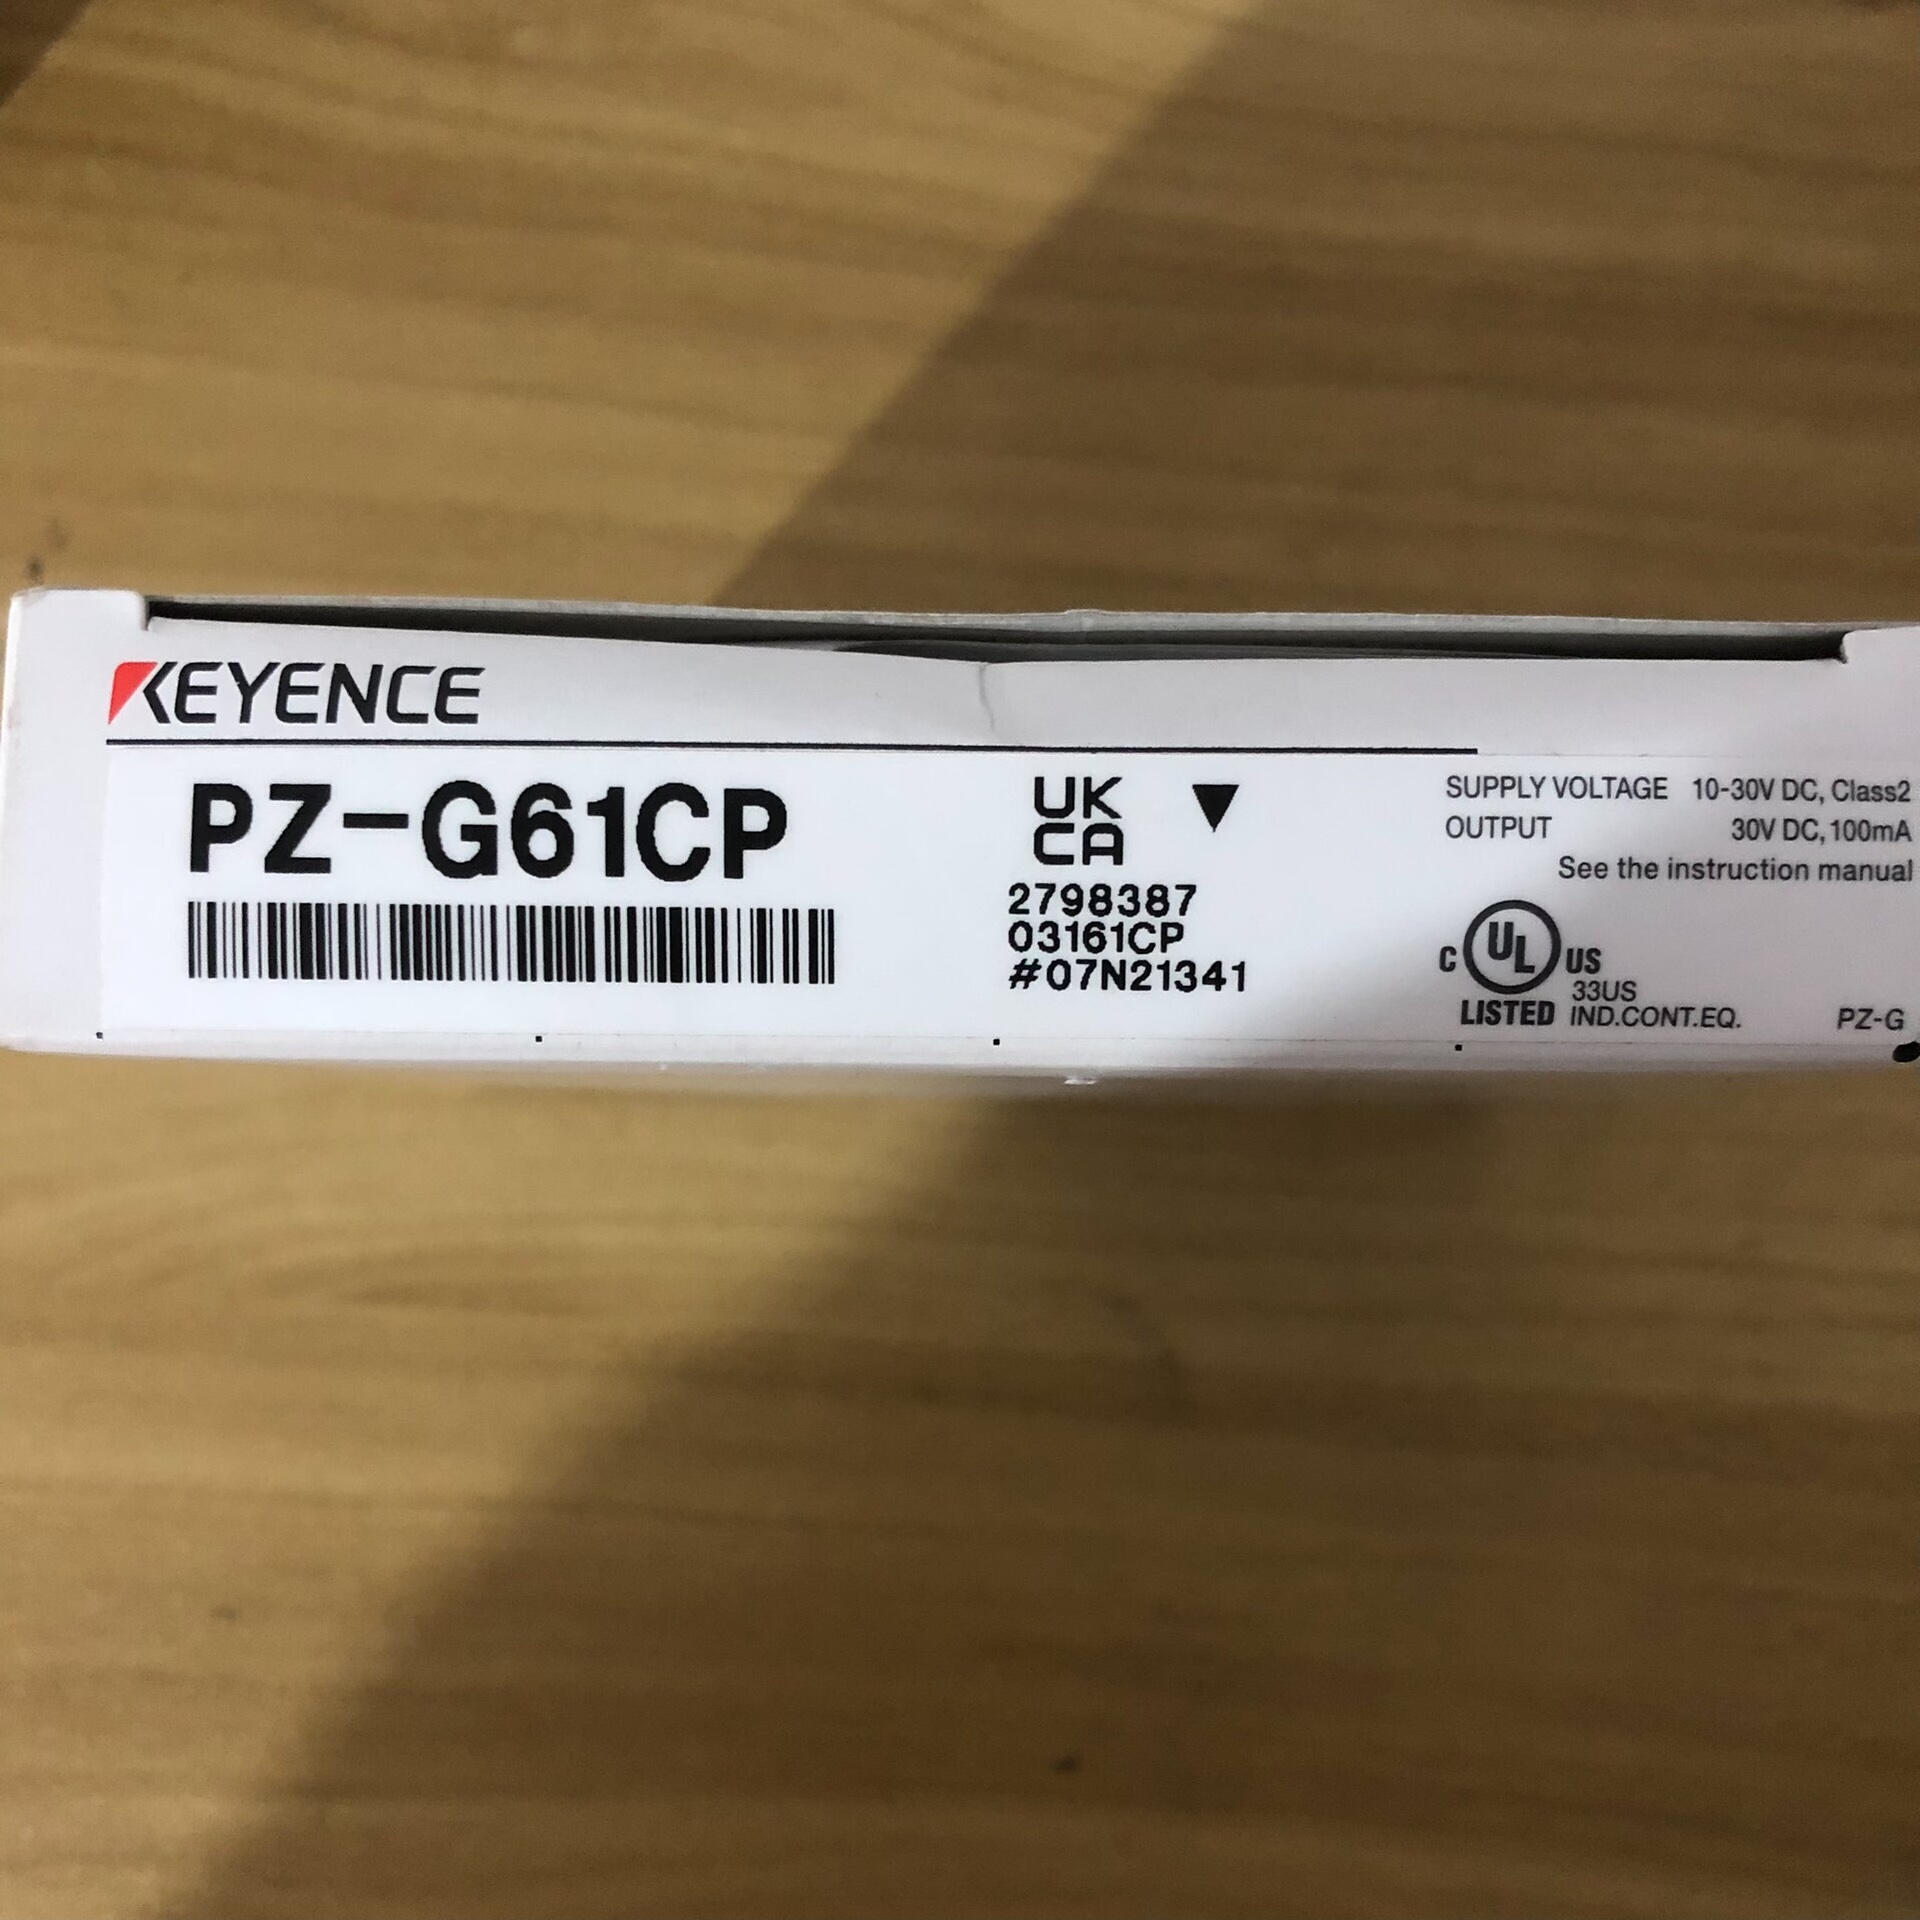 KEYENCE
PZ-G61CP
UK
CA
2798387
03161CP
#07N21341
SUPPLY VOLTAGE 10-30V DC, Class2
OUTPUT 30V DC, 100mA
See the instruction manual
C UL US
33US
LISTED IND.CONT.EQ.
PZ-G